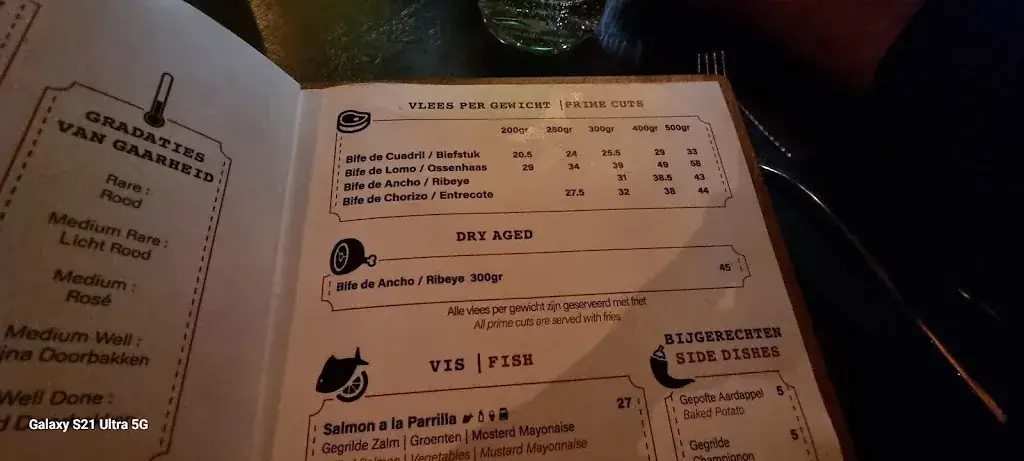 GRADATIES
VAN GAARHEID
Rare :
Rood
Medium Rare :
Licht Rood
Medium :
Rosé
Medium Well :
Doorbakken
Well Done :
VLEES PER GEWICHT | PRIME CUTS
200gr 250gr 300gr 400gr 500gr
Bife de Cuadril / Biefstuk 20.5 24 25.5 29 33
Bife de Lomo / Ossenhaas 29 34 39 49 58
Bife de Ancho / Ribeye 31 38.5 43
Bife de Chorizo / Entrecote 27.5 32 38 44
DRY AGED
Bife de Ancho / Ribeye 300gr 45
Alle vlees per gewicht zijn geserveerd met friet
All prime cuts are served with fries
VIS | FISH
Salmon a la Parrilla 27
Gegrilde Zalm | Groenten | Mosterd Mayonaise
Salmon | Vegetables | Mustard Mayonnaise
BIJGERECHTEN
SIDE DISHES
Gepofte Aardappel 5
Baked Potato
Gegrilde 5
Champignon
Galaxy S21 Ultra 5G